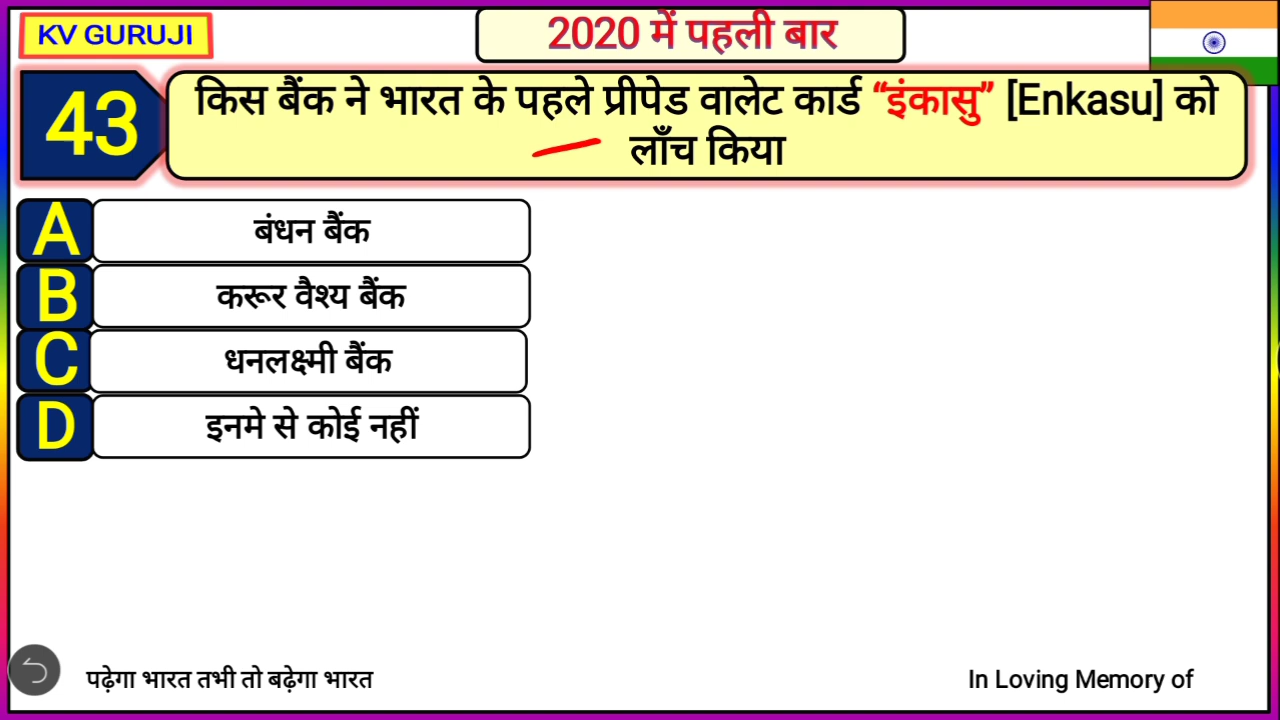 KV GURUJI
2020 में पहली बार
43
किस बैंक ने भारत के पहले प्रीपेड वालेट कार्ड “इंकासु” [Enkasu] को
लाँच किया
A
बंधन बैंक
B
करूर वैश्य बैंक
C
धनलक्ष्मी बैंक
D
इनमे से कोई नहीं
पढ़ेगा भारत तभी तो बढ़ेगा भारत
In Loving Memory of